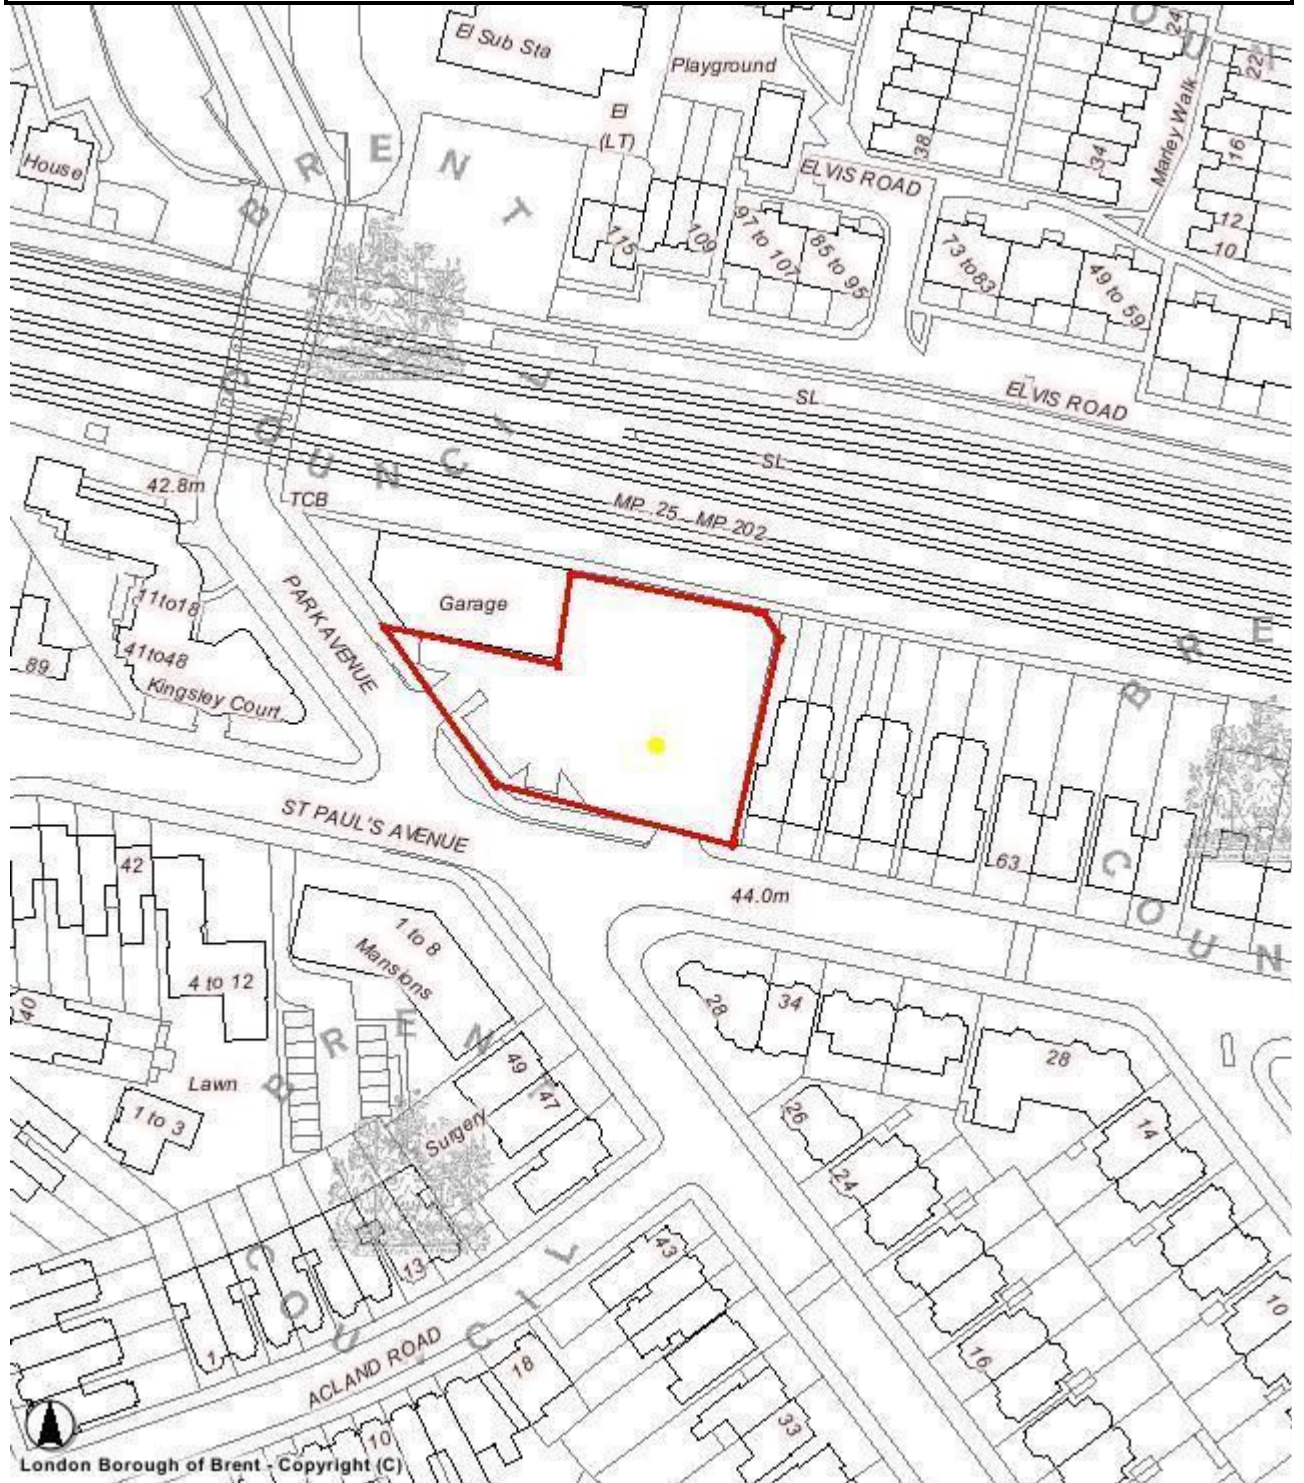 24
22
El Sub Sta
Playground
Marley Walk
El
(LT)
38
34
16
House
ELVIS ROAD
12
10
115
109
97 to 107
85 to 95
73 to 83
49 to 59
BRENT
COUNCIL
SL
ELVIS ROAD
SL
42.8m
TCB
MP .25 MP 202
PARK AVENUE
Garage
11to18
41to48
89
Kingsley Court
ST PAUL'S AVENUE
63
42
44.0m
BRE
COUN
1 to 8
Mansions
4 to 12
40
28
34
28
BRENT
Lawn
49
47
Surgery
1 to 3
26
24
14
13
43
COUNCIL
1
ACLAND ROAD
18
16
10
10
33
London Borough of Brent - Copyright (C)